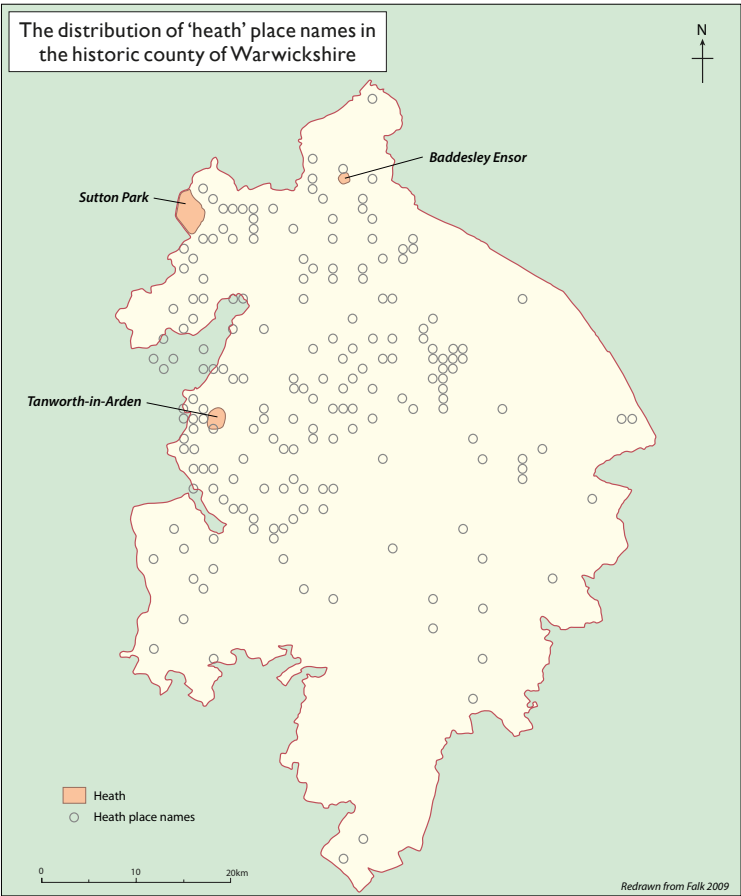 The distribution of ‘heath’ place names in
the historic county of Warwickshire
N
Baddesley Ensor
Sutton Park
Tanworth-in-Arden
Heath
Heath place names
0 10 20km
Redrawn from Falk 2009